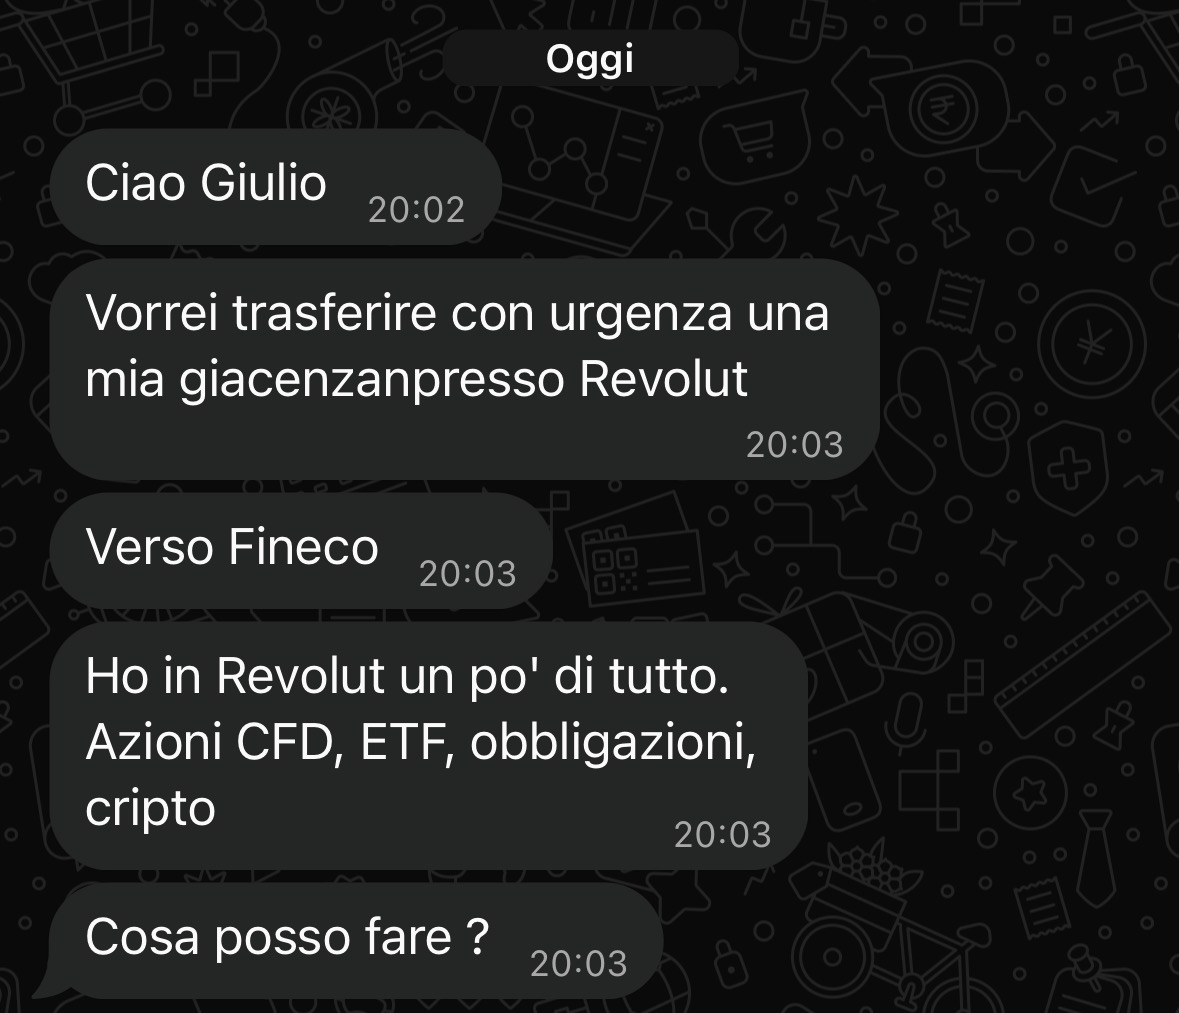 Oggi
Ciao Giulio
20:02
Vorrei trasferire con urgenza una
mia giacenzanpresso Revolut
20:03
Verso Fineco
20:03
Ho in Revolut un po' di tutto.
Azioni CFD, ETF, obbligazioni,
cripto
20:03
Cosa posso fare ?
20:03